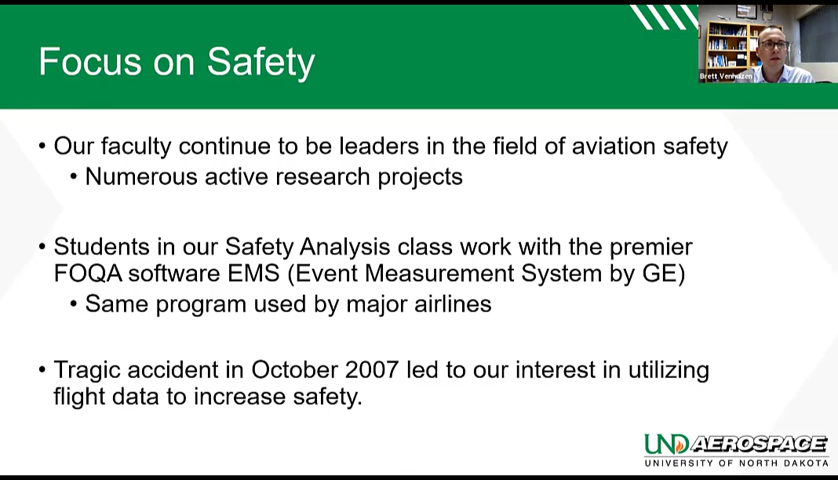 Focus on Safety
Brett Venhuizen
• Our faculty continue to be leaders in the field of aviation safety
• Numerous active research projects
• Students in our Safety Analysis class work with the premier
FOQA software EMS (Event Measurement System by GE)
• Same program used by major airlines
• Tragic accident in October 2007 led to our interest in utilizing
flight data to increase safety.
UND AEROSPACE
UNIVERSITY OF NORTH DAKOTA